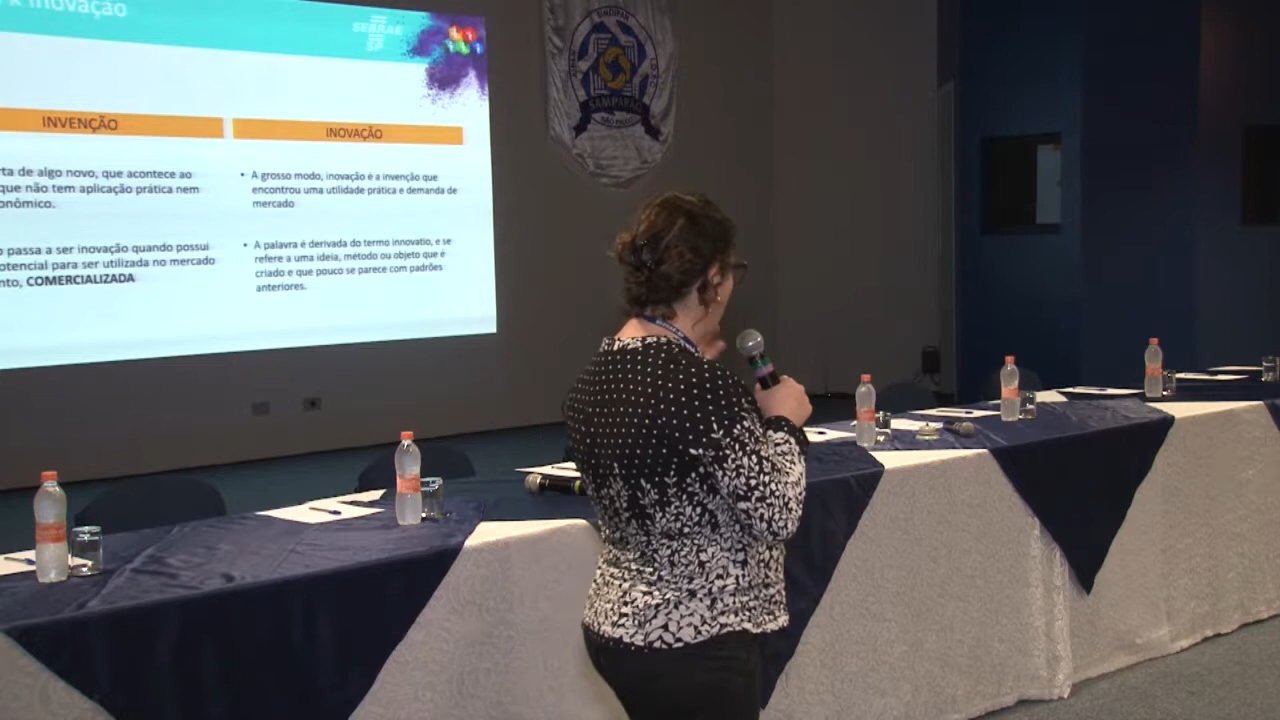 x Inovação
SEBRAE
SP
INVENÇÃO
INOVAÇÃO
rta de algo novo, que acontece ao
que não tem aplicação prática nem
onômico.
o passa a ser inovação quando possui
otencial para ser utilizada no mercado
nto, COMERCIALIZADA
• A grosso modo, inovação é a invenção que
encontrou uma utilidade prática e demanda de
mercado
• A palavra é derivada do termo innovatio, e se
refere a uma ideia, método ou objeto que é
criado e que pouco se parece com padrões
anteriores.
SINDIPAN
SAMPAPÃO
SÃO PAULO